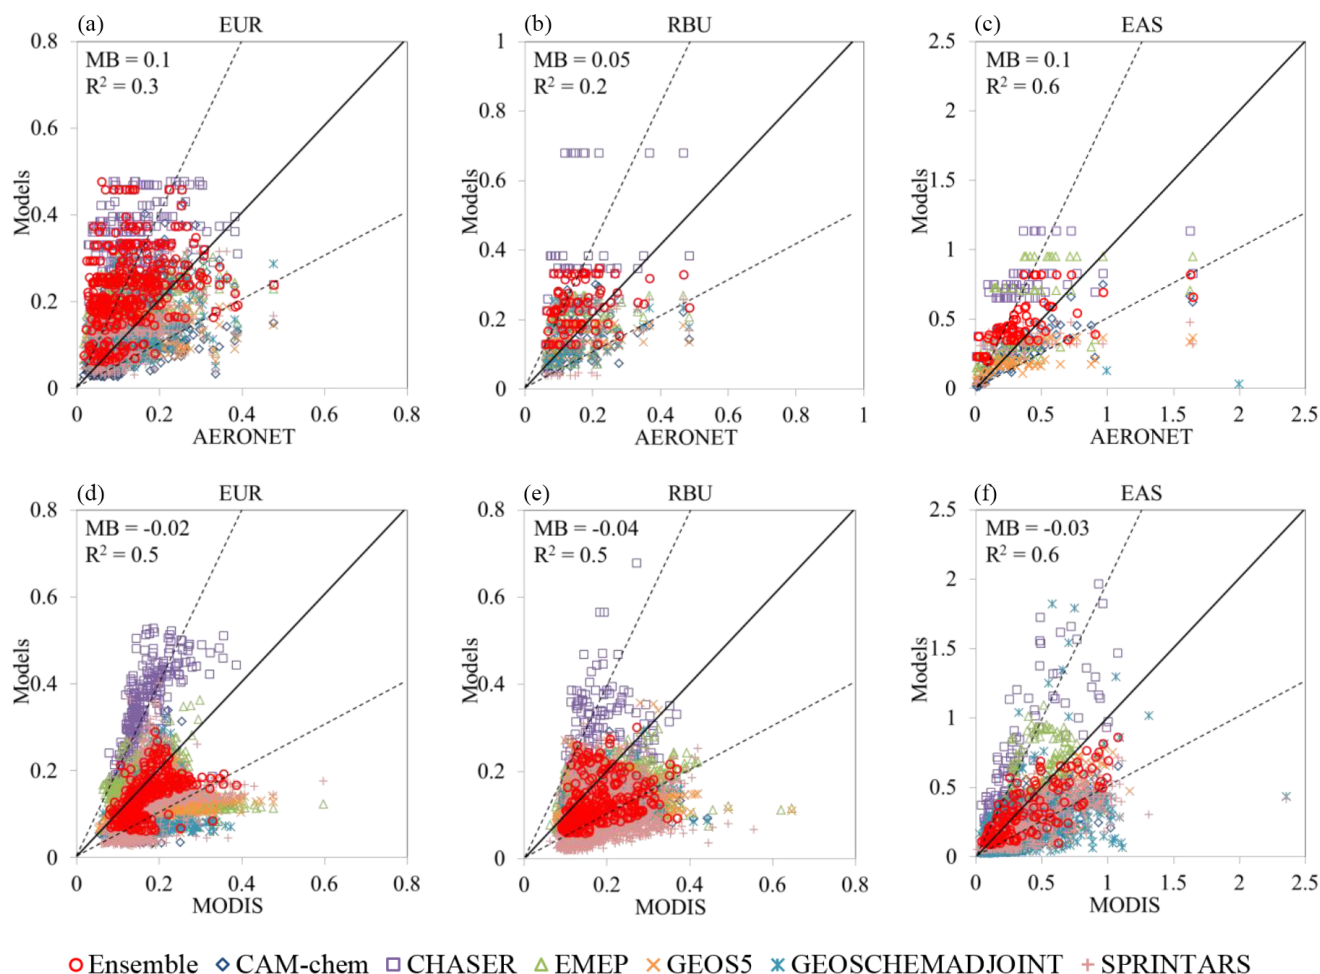 (a) EUR
MB = 0.1
R² = 0.3
0.8
0.6
0.4
0.2
0
Models
0 0.2 0.4 0.6 0.8
AERONET
(b) RBU
MB = 0.05
R² = 0.2
1
0.8
0.6
0.4
0.2
0
Models
0 0.2 0.4 0.6 0.8 1
AERONET
(c) EAS
MB = 0.1
R² = 0.6
2.5
2
1.5
1
0.5
0
Models
0 0.5 1 1.5 2 2.5
AERONET
(d) EUR
MB = -0.02
R² = 0.5
0.8
0.6
0.4
0.2
0
Models
0 0.2 0.4 0.6 0.8
MODIS
(e) RBU
MB = -0.04
R² = 0.5
0.8
0.6
0.4
0.2
0
Models
0 0.2 0.4 0.6 0.8
MODIS
(f) EAS
MB = -0.03
R² = 0.6
2.5
2
1.5
1
0.5
0
Models
0 0.5 1 1.5 2 2.5
MODIS
Ensemble CAM-chem CHASER EMEP GEOS5 GEOSCHEMADJOINT SPRINTARS